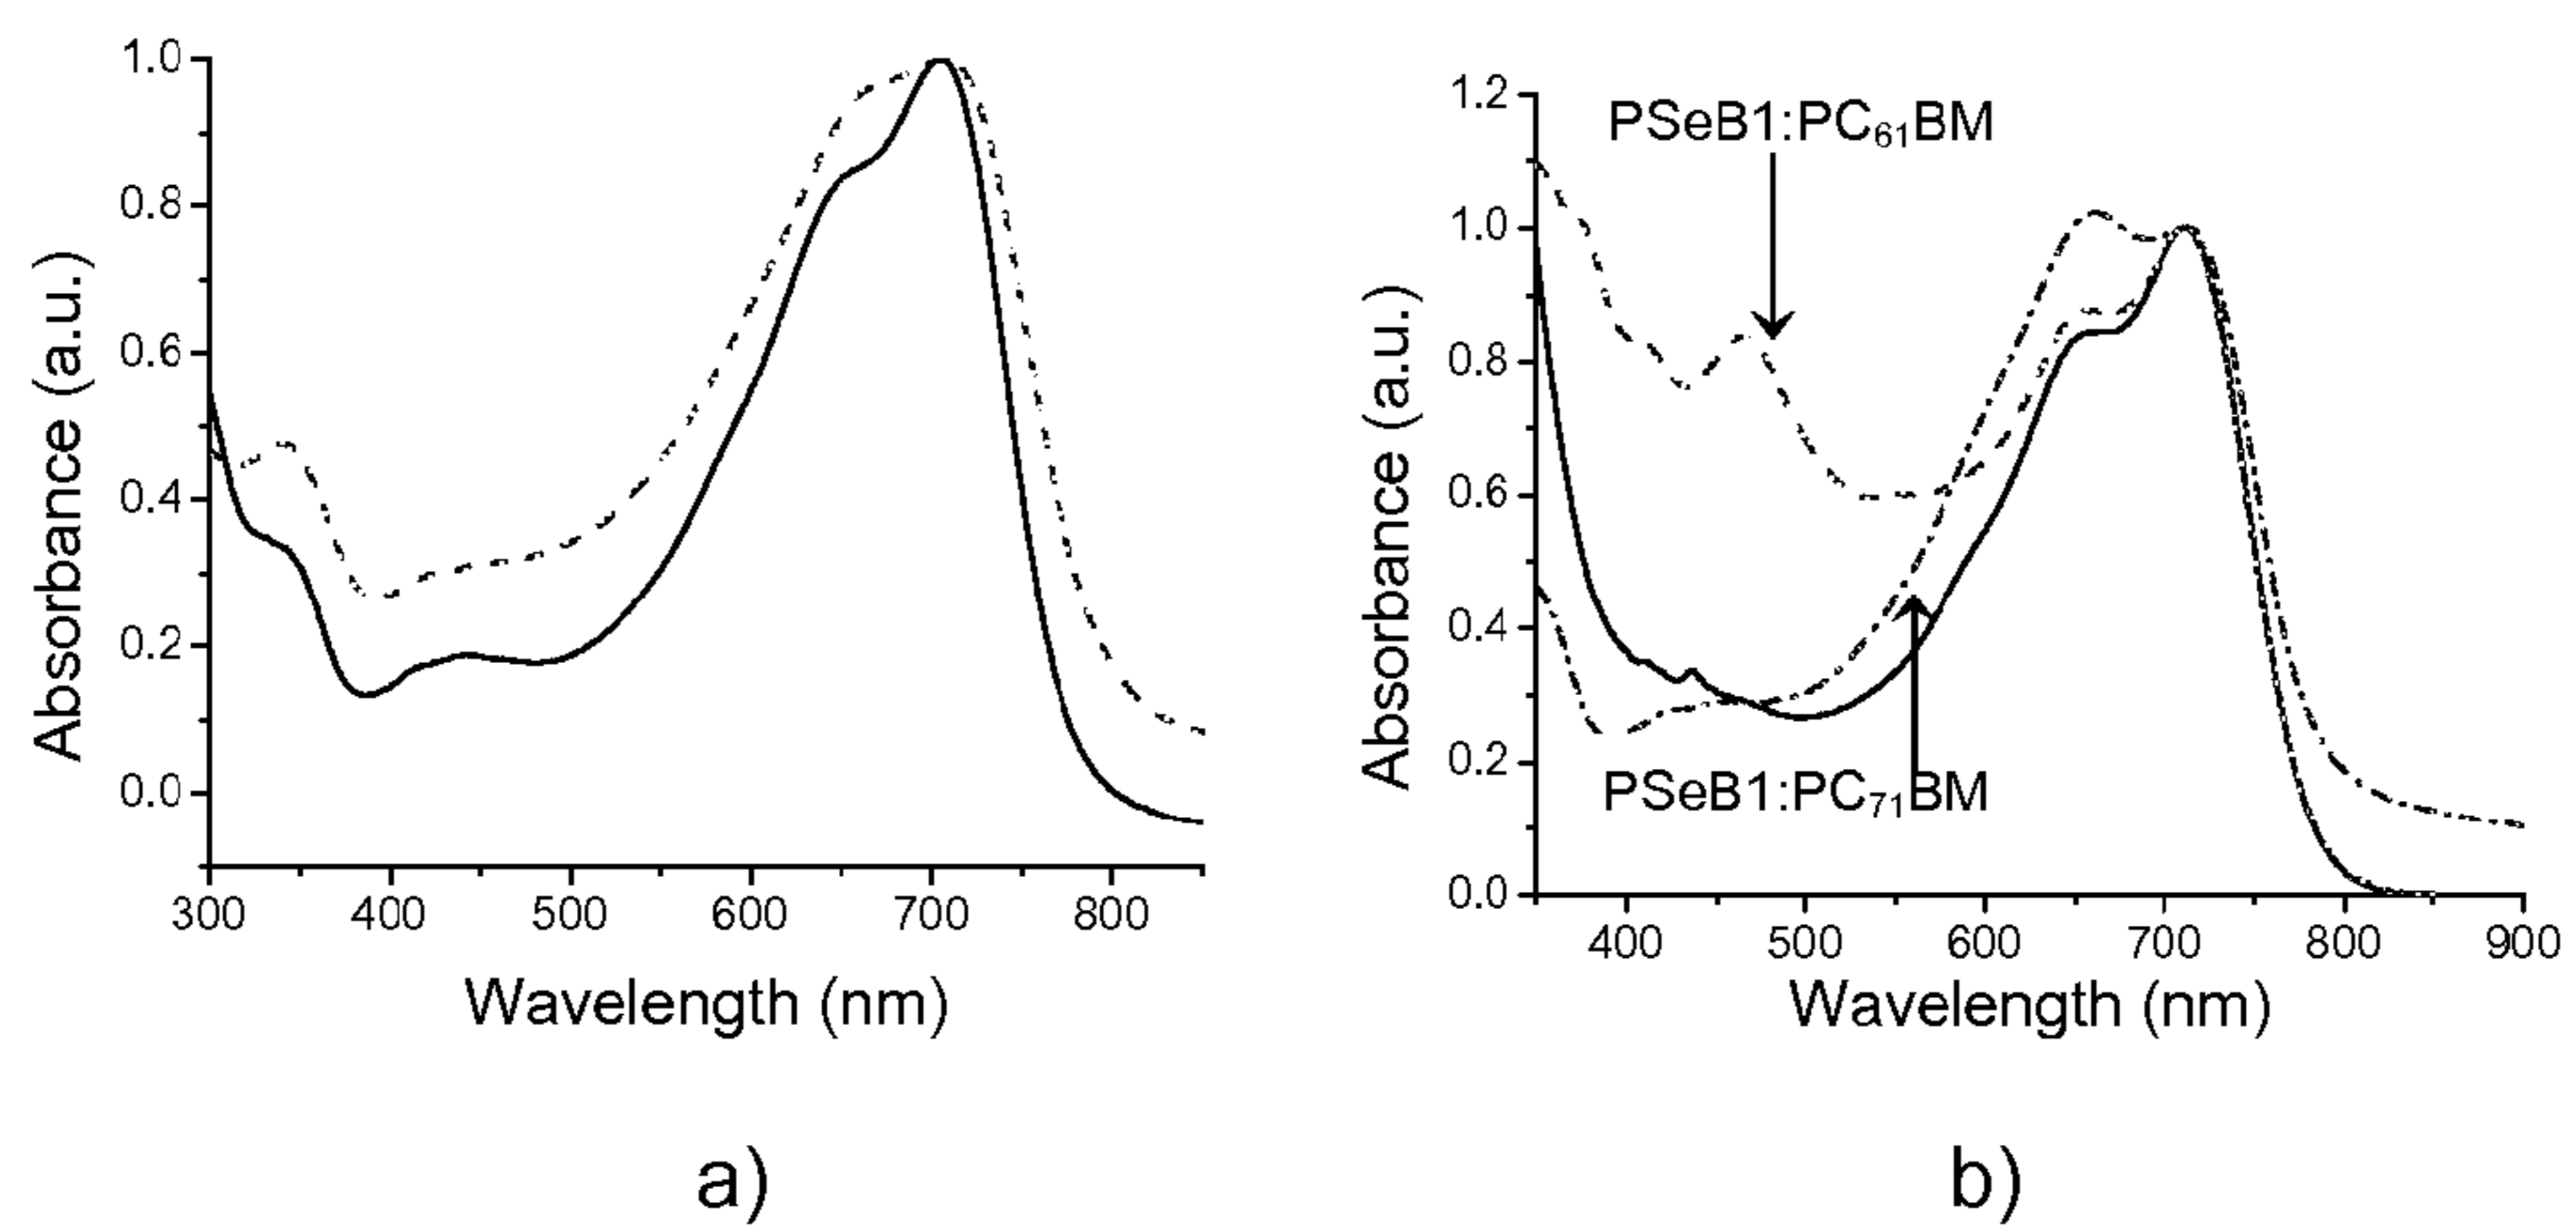 1.0
0.8
0.6
0.4
0.2
0.0
Absorbance (a.u.)
300 400 500 600 700 800
Wavelength (nm)
a)
1.2
1.0
0.8
0.6
0.4
0.2
0.0
Absorbance (a.u.)
PSeB1:PC₆₁BM
PSeB1:PC₇₁BM
400 500 600 700 800 900
Wavelength (nm)
b)